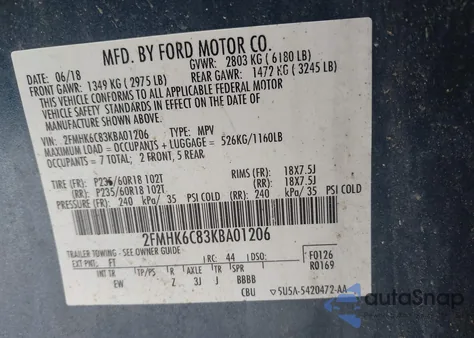 MFD. BY FORD MOTOR CO.
DATE: 06/18 GVWR: 2803 KG ( 6180 LB)
FRONT GAWR: 1349 KG ( 2975 LB) REAR GAWR: 1472 KG ( 3245 LB)
THIS VEHICLE CONFORMS TO ALL APPLICABLE FEDERAL MOTOR
VEHICLE SAFETY STANDARDS IN EFFECT ON THE DATE OF
MANUFACTURE SHOWN ABOVE.
VIN: 2FMHK6C83KBA01206 TYPE: MPV
MAXIMUM LOAD = OCCUPANTS + LUGGAGE = 526KG/1160LB
OCCUPANTS = 7 TOTAL; 2 FRONT, 5 REAR
TIRE (FR): P235/60R18 102T RIMS (FR): 18X7.5J
(RR): P235/60R18 102T (RR): 18X7.5J
PRESSURE (FR): 240 kPa/ 35 PSI COLD (RR): 240 kPa/ 35 PSI COLD
2FMHK6C83KBA01206
TRAILER TOWING - SEE OWNER GUIDE
EXT PNT: FT RC: 44 DSO: F0126
R0169
INT TR TP/PS R AXLE TR SPR
EW Z 3J J BBBB
CBU 5U5A-5420472-AA
autoSnap